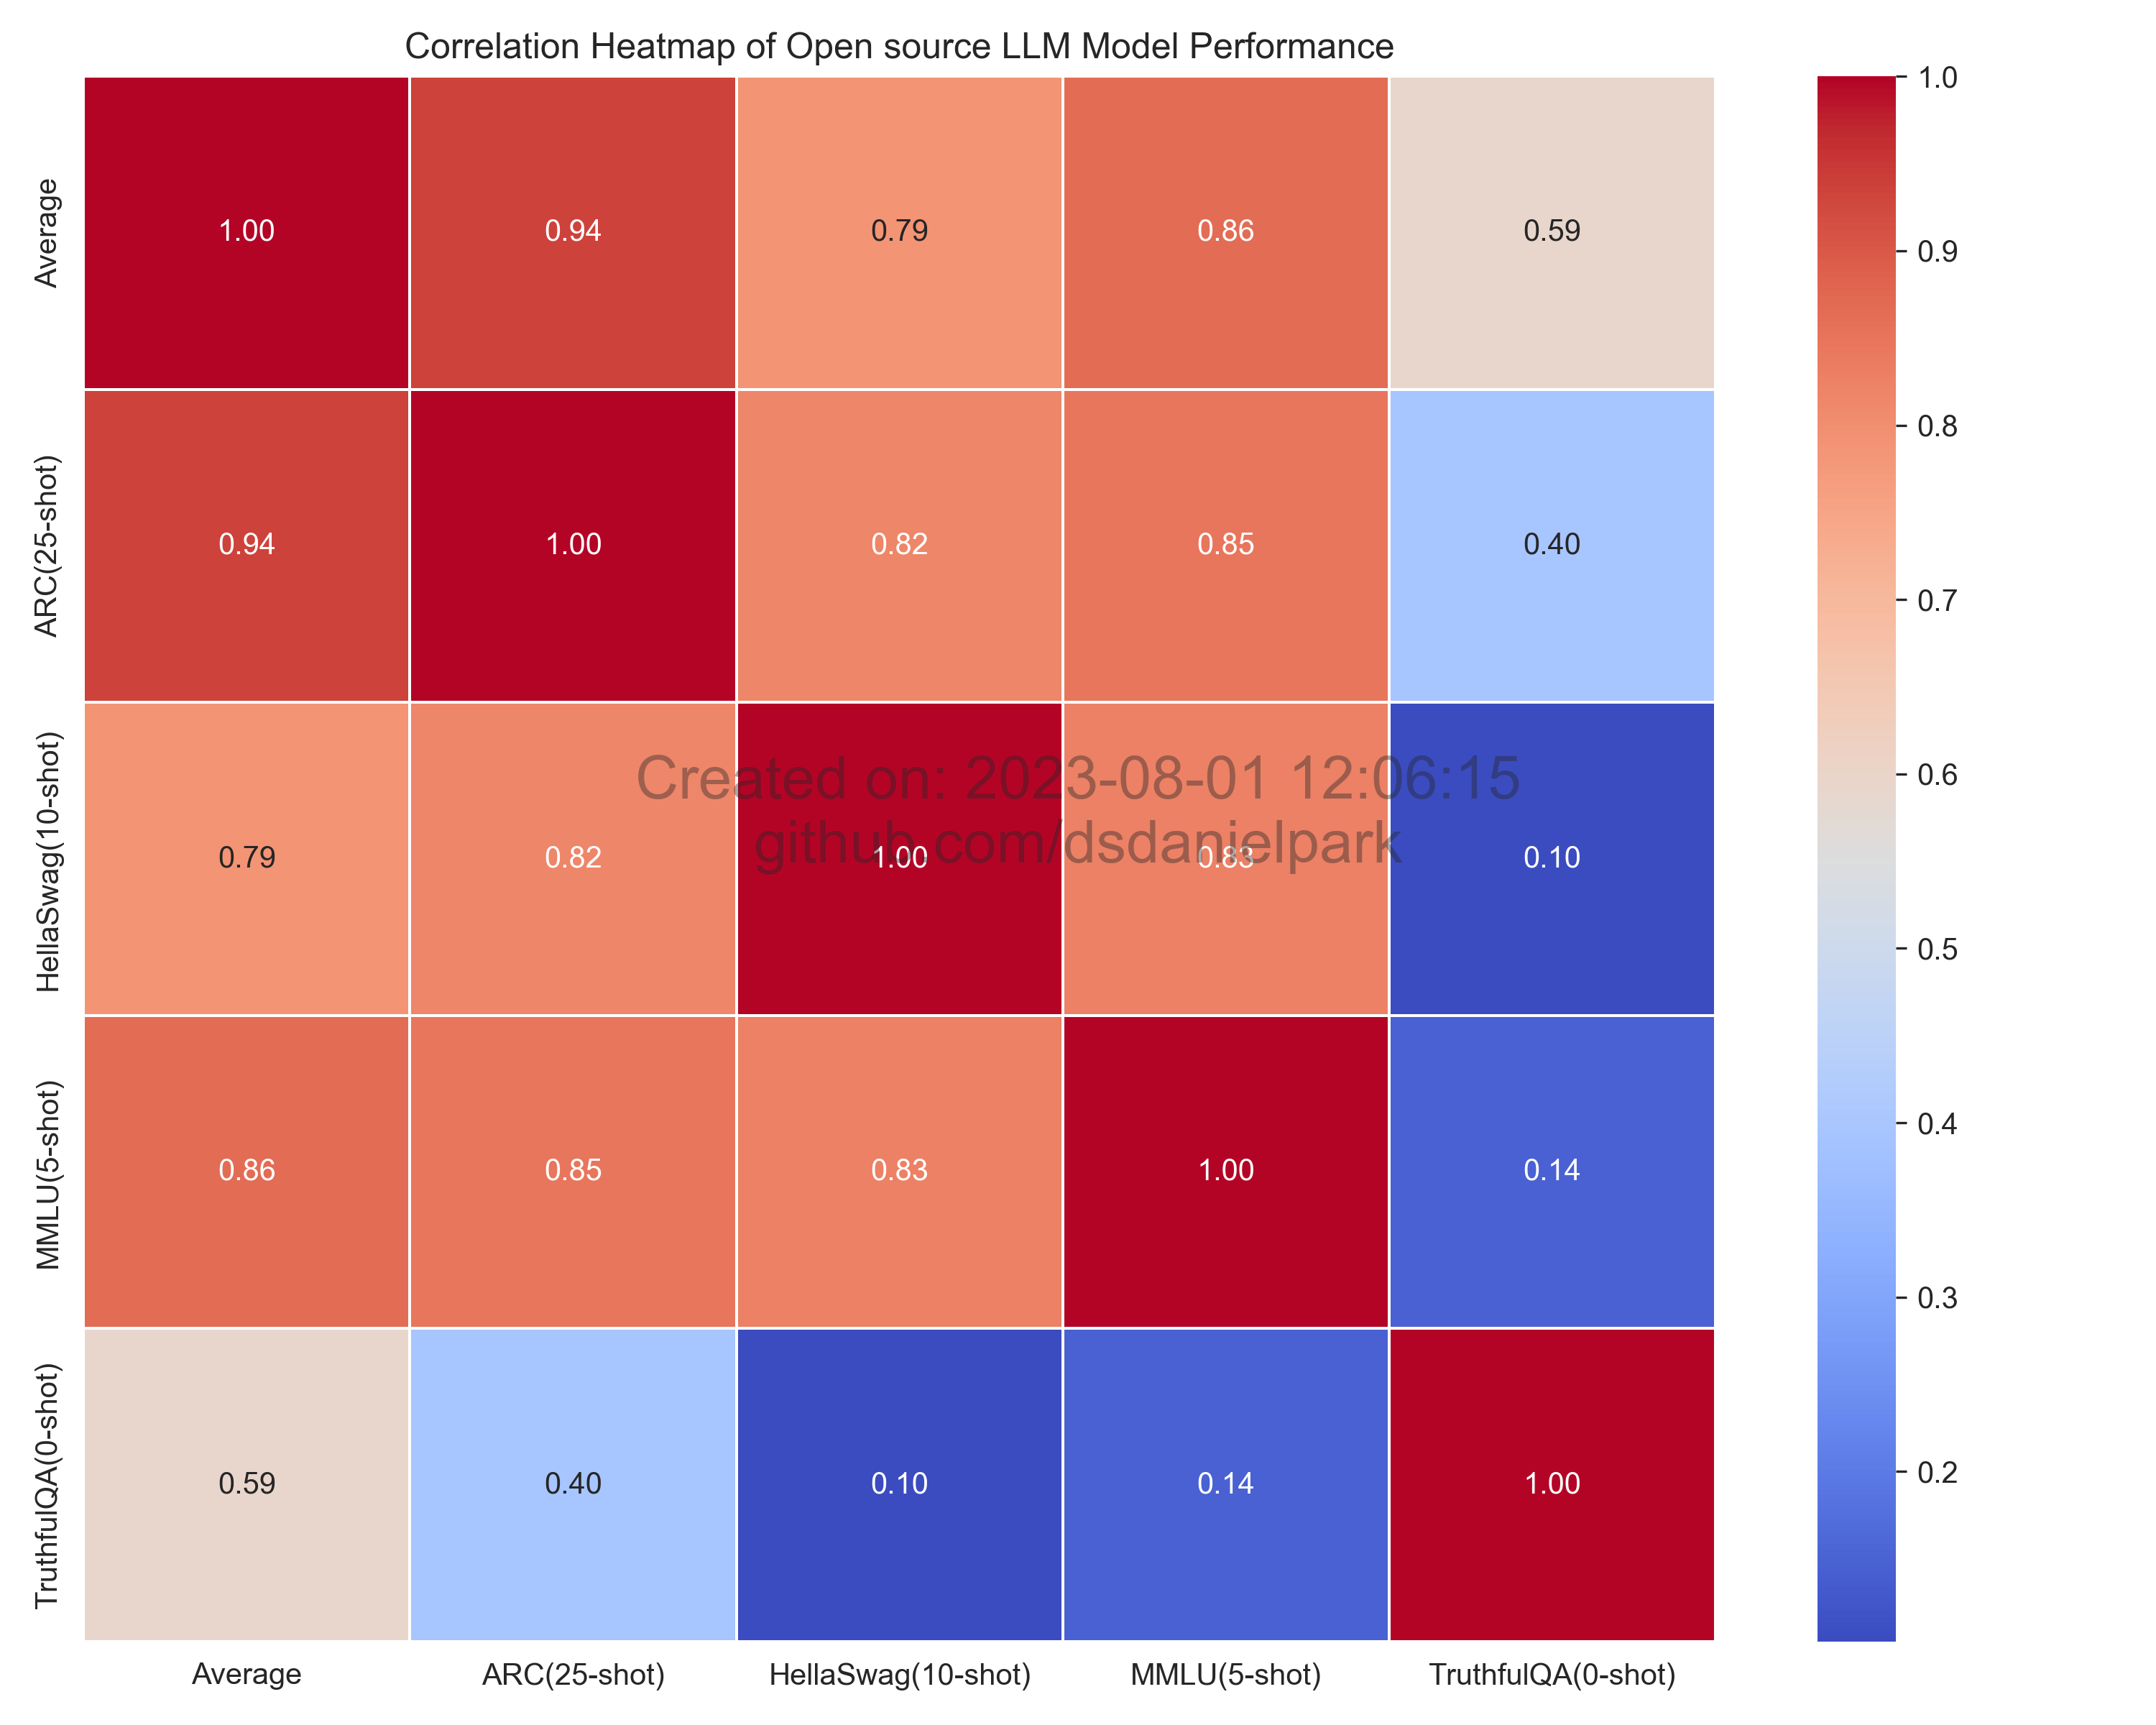 Correlation Heatmap of Open source LLM Model Performance
Average
1.00
0.94
0.79
0.86
0.59
ARC(25-shot)
0.94
1.00
0.82
0.85
0.40
HellaSwag(10-shot)
0.79
0.82
1.00
0.83
0.10
Created on: 2023-08-01 12:06:15
github.com/dsdanielpark
MMLU(5-shot)
0.86
0.85
0.83
1.00
0.14
TruthfulQA(0-shot)
0.59
0.40
0.10
0.14
1.00
Average
ARC(25-shot)
HellaSwag(10-shot)
MMLU(5-shot)
TruthfulQA(0-shot)
1.0
0.9
0.8
0.7
0.6
0.5
0.4
0.3
0.2